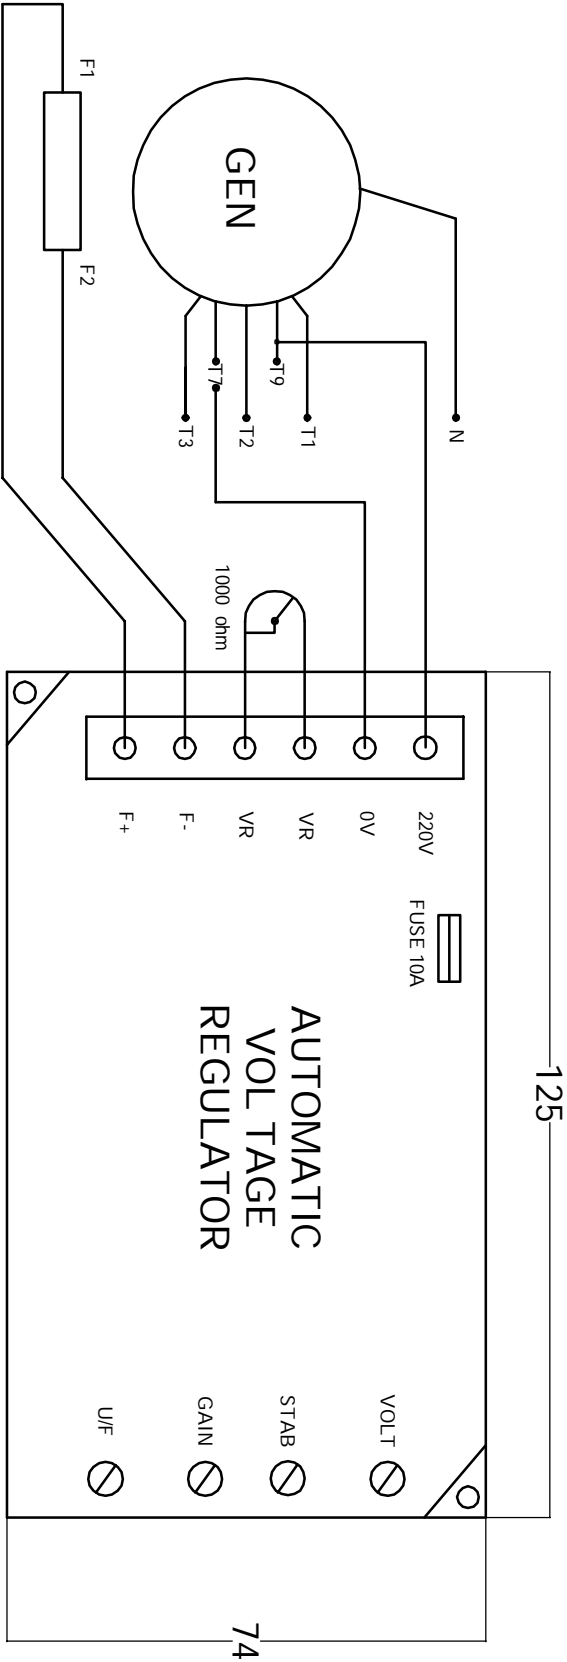 125
74
N
GEN
T1
T9
T2
T7
T3
F1
F2
1000 ohm
220V
0V
VR
VR
F-
F+
FUSE 10A
AUTOMATIC
VOL TAGE
REGULATOR
VOLT
STAB
GAIN
U/F